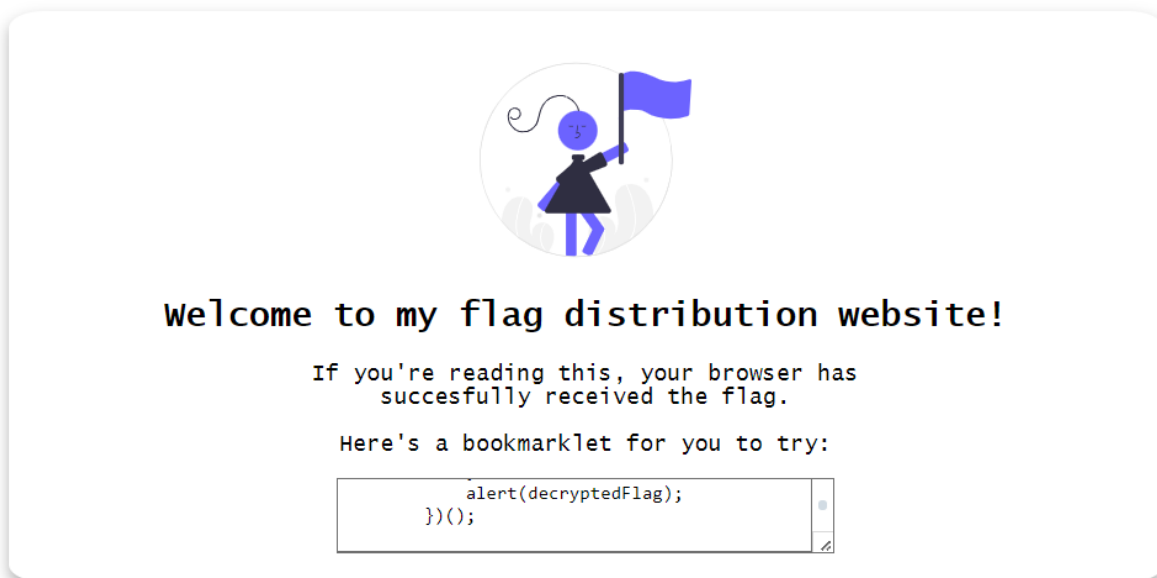 Welcome to my flag distribution website!
If you're reading this, your browser has
succesfully received the flag.
Here's a bookmarklet for you to try:
alert(decryptedFlag);
})();